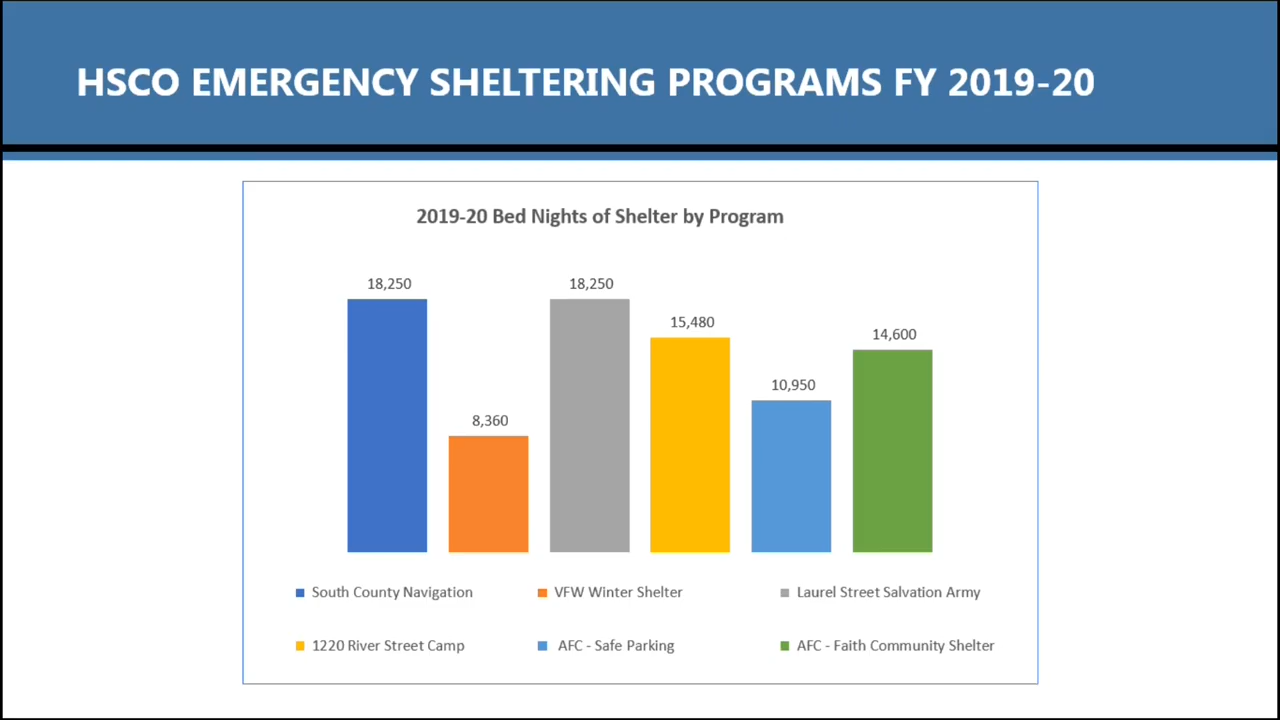 HSCO EMERGENCY SHELTERING PROGRAMS FY 2019-20
2019-20 Bed Nights of Shelter by Program
18,250
8,360
18,250
15,480
10,950
14,600
South County Navigation
VFW Winter Shelter
Laurel Street Salvation Army
1220 River Street Camp
AFC - Safe Parking
AFC - Faith Community Shelter